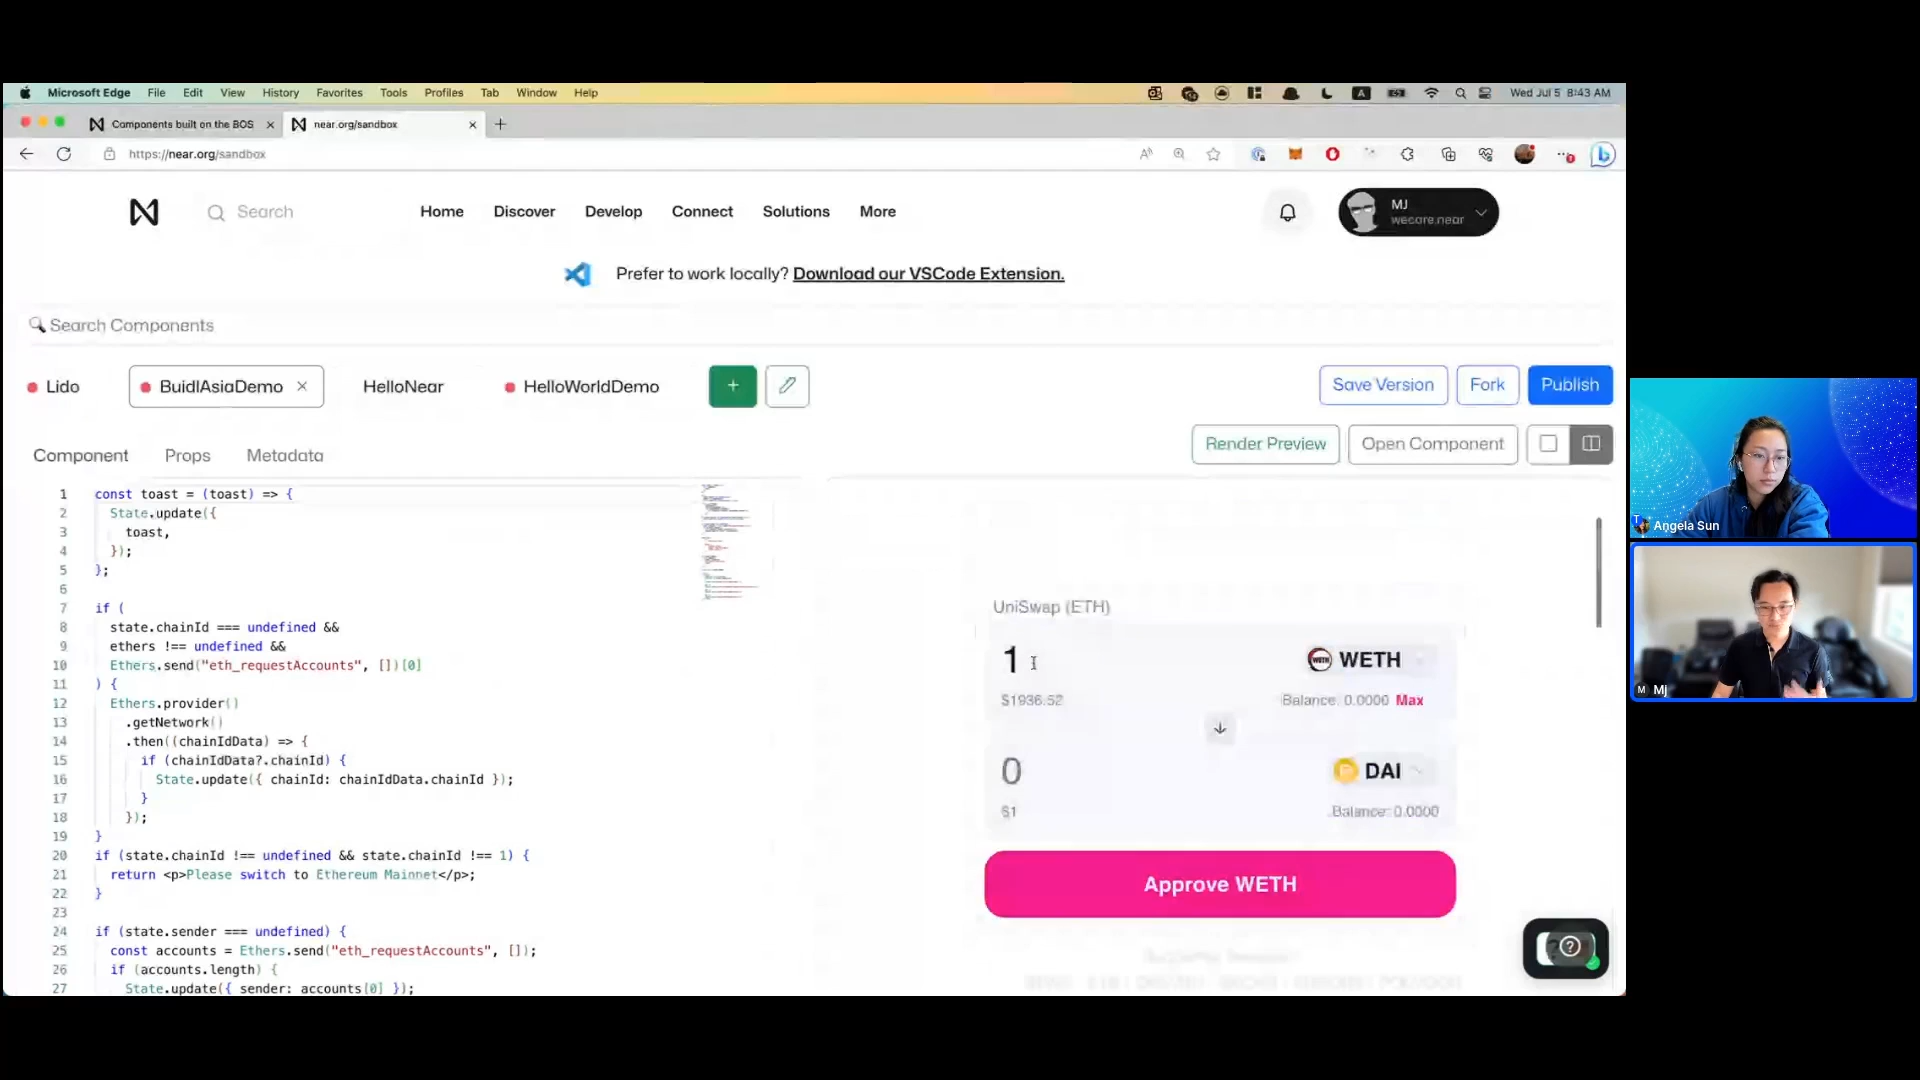 Microsoft Edge File Edit View History Favorites Tools Profiles Tab Window Help Wed Jul 5 8:43 AM
Components built on the BOS near.org/sandbox
https://near.org/sandbox
Search Home Discover Develop Connect Solutions More MJ
wecare.near
Prefer to work locally? Download our VSCode Extension.
Search Components
Lido BuidlAsiaDemo HelloNear HelloWorldDemo + Save Version Fork Publish
Render Preview Open Component
Component Props Metadata
1 const toast = (toast) => {
2 State.update({
3 toast,
4 });
5 };
6
7 if (
8 state.chainId === undefined &&
9 ethers !== undefined &&
10 Ethers.send("eth_requestAccounts", [])[0]
11 ) {
12 Ethers.provider()
13 .getNetwork()
14 .then((chainIdData) => {
15 if (chainIdData?.chainId) {
16 State.update({ chainId: chainIdData.chainId });
17 }
18 });
19 }
20 if (state.chainId !== undefined && state.chainId !== 1) {
21 return <p>Please switch to Ethereum Mainnet</p>;
22 }
23
24 if (state.sender === undefined) {
25 const accounts = Ethers.send("eth_requestAccounts", []);
26 if (accounts.length) {
27 State.update({ sender: accounts[0] });
UniSwap (ETH)
1 WETH
$1936.52 Balance: 0.0000 Max
0 DAI
$1 Balance: 0.0000
Approve WETH
Angela Sun
M Mj